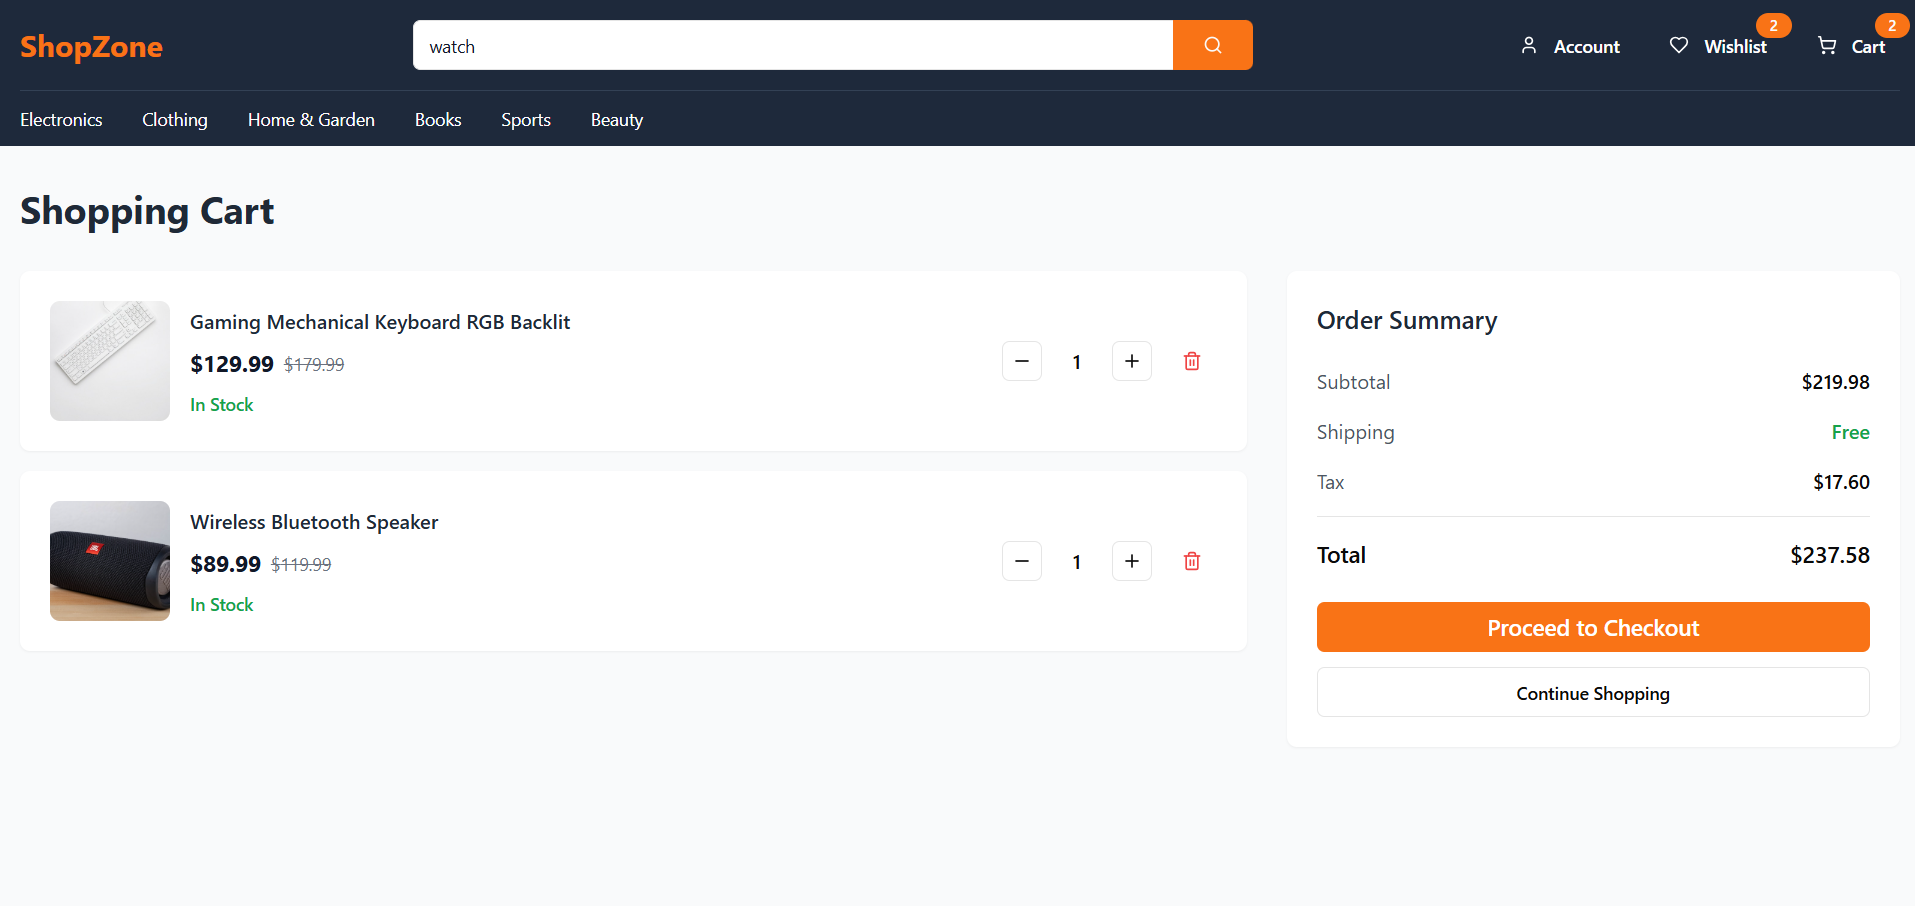 ShopZone
watch
Account
Wishlist
2
Cart
2
Electronics
Clothing
Home & Garden
Books
Sports
Beauty
Shopping Cart
Gaming Mechanical Keyboard RGB Backlit
$129.99 $179.99
In Stock
1
Wireless Bluetooth Speaker
$89.99 $119.99
In Stock
1
JBL
Order Summary
Subtotal $219.98
Shipping Free
Tax $17.60
Total $237.58
Proceed to Checkout
Continue Shopping